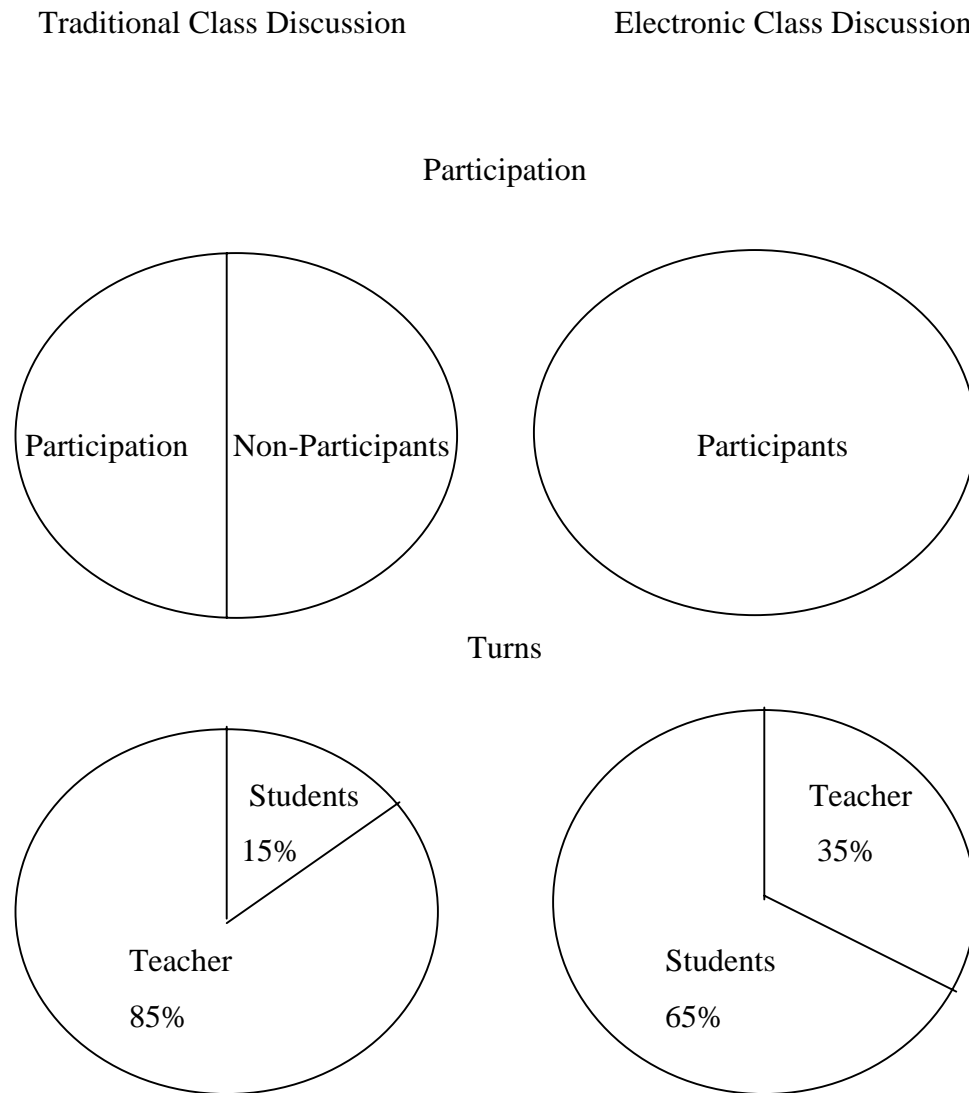 Traditional Class Discussion
Electronic Class Discussion
Participation
Participation
Non-Participants
Participants
Turns
Students
15%
Teacher
85%
Teacher
35%
Students
65%